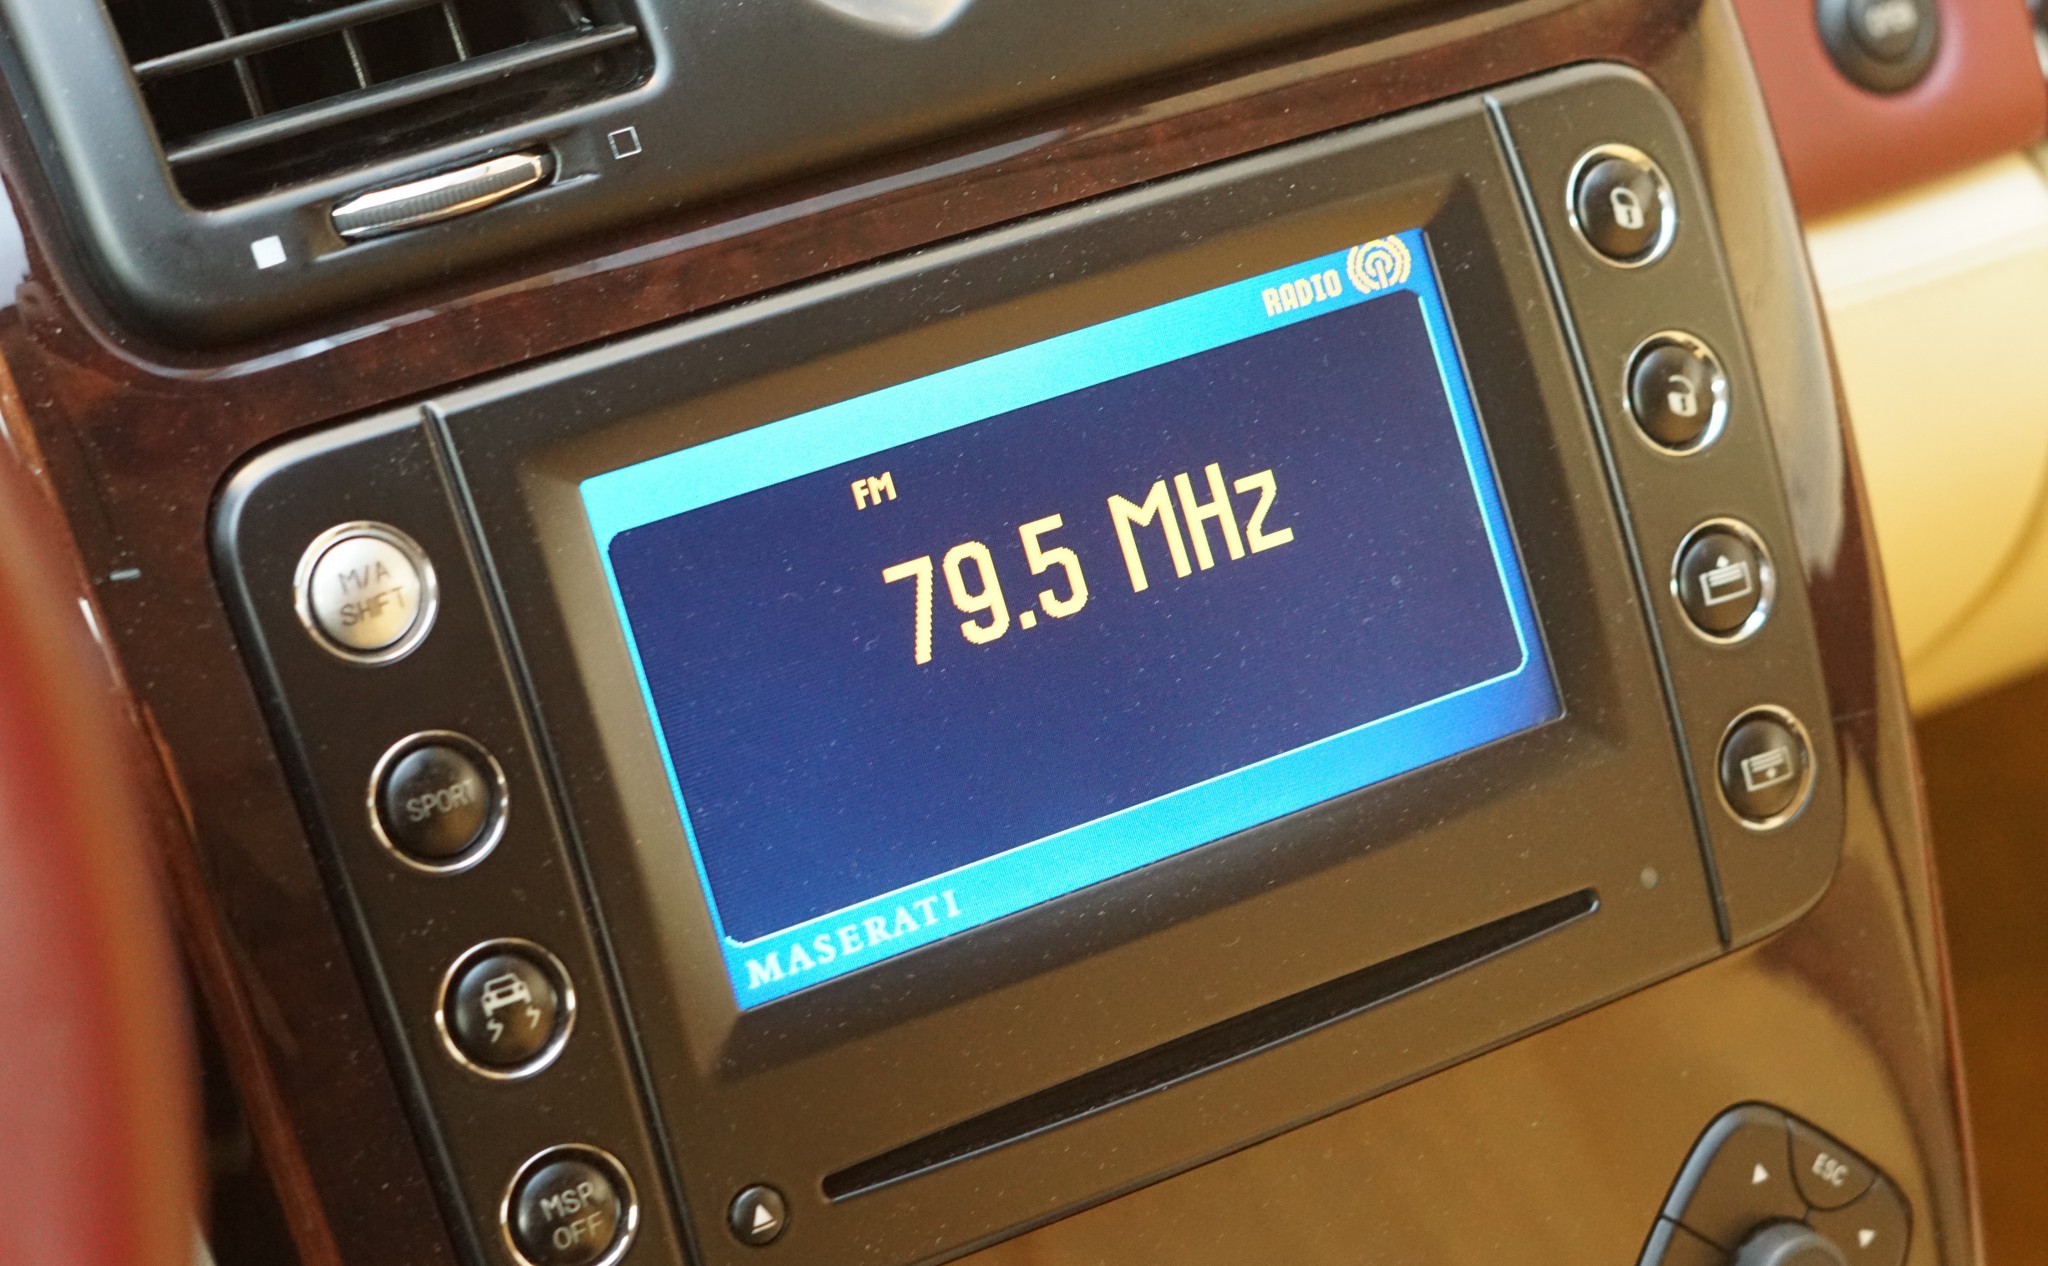 RADIO
FM
79.5 MHz
MASERATI
M/A
SHIFT
SPORT
MSP
OFF
ESC